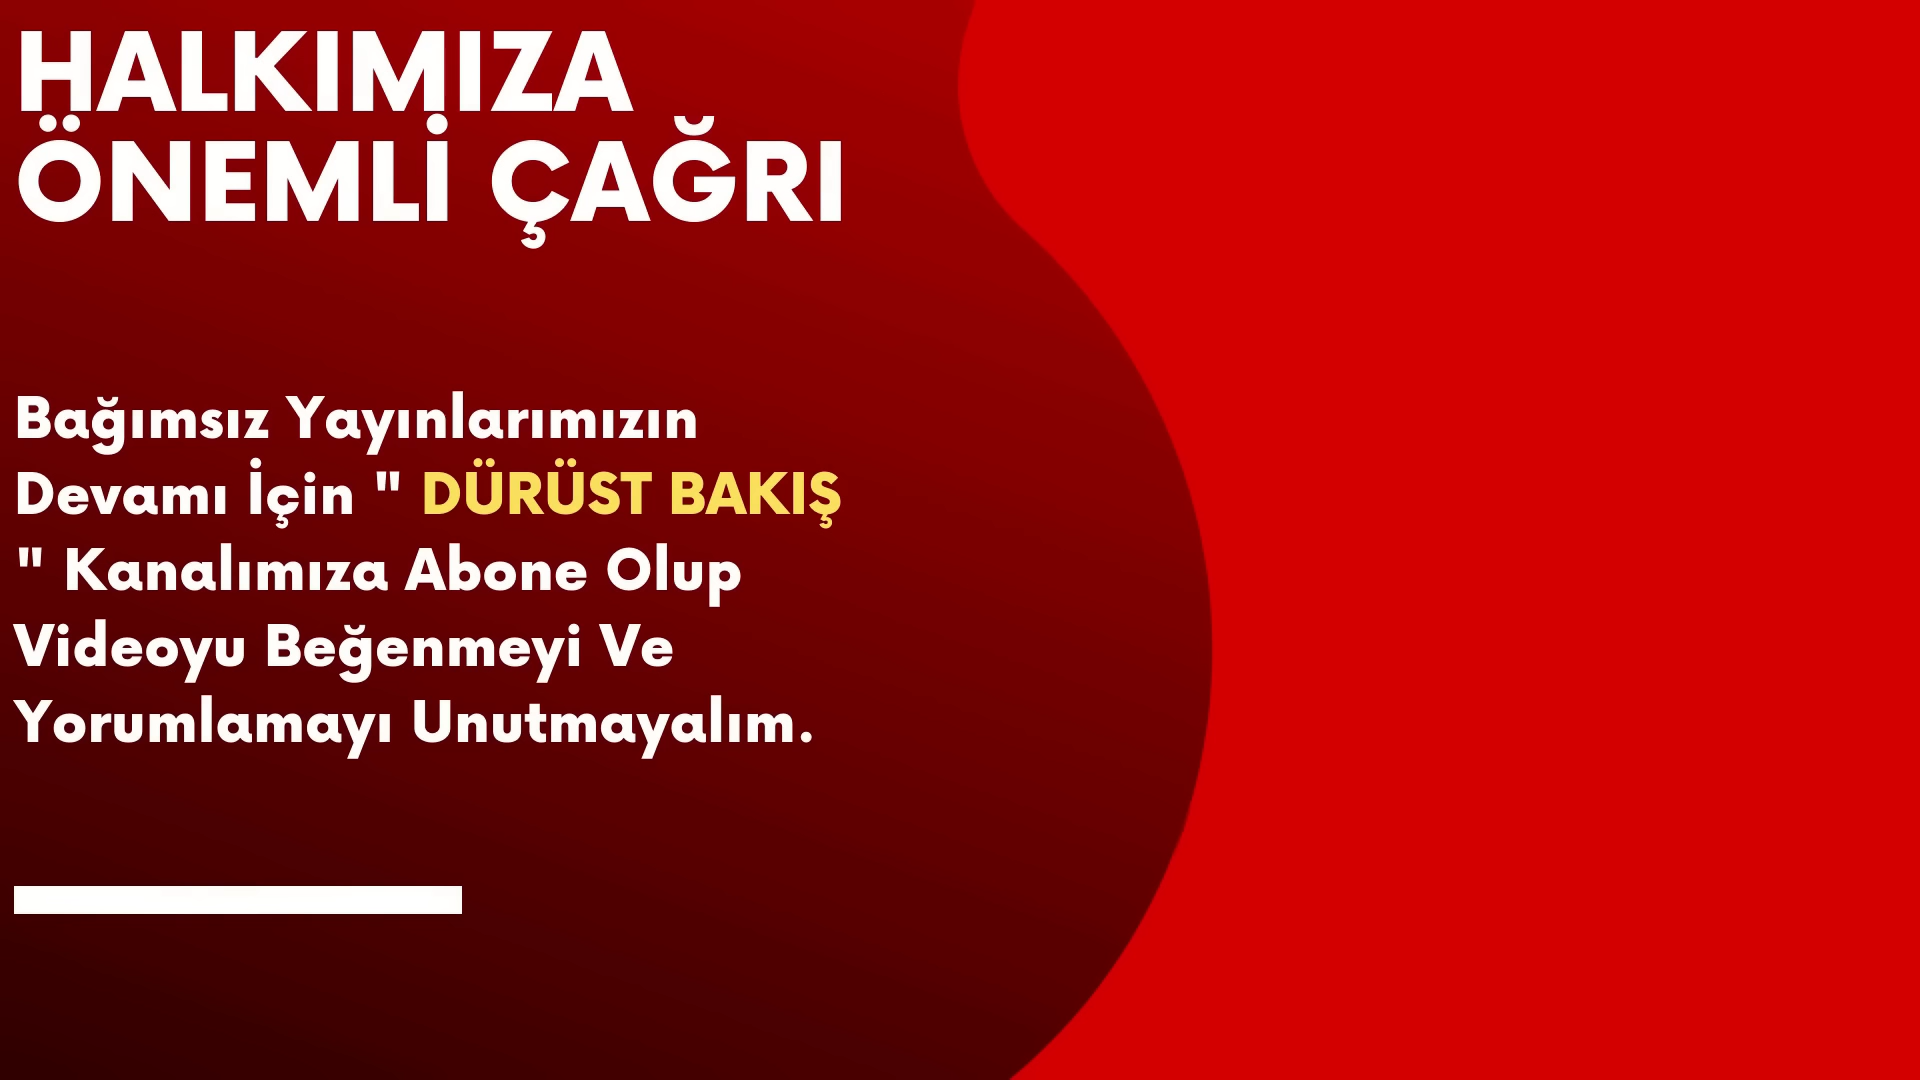 HALKIMIZA
ÖNEMLİ ÇAĞRI
Bağımsız Yayınlarımızın
Devamı İçin " DÜRÜST BAKIŞ
" Kanalımıza Abone Olup
Videoyu Beğenmeyi Ve
Yorumlamayı Unutmayalım.